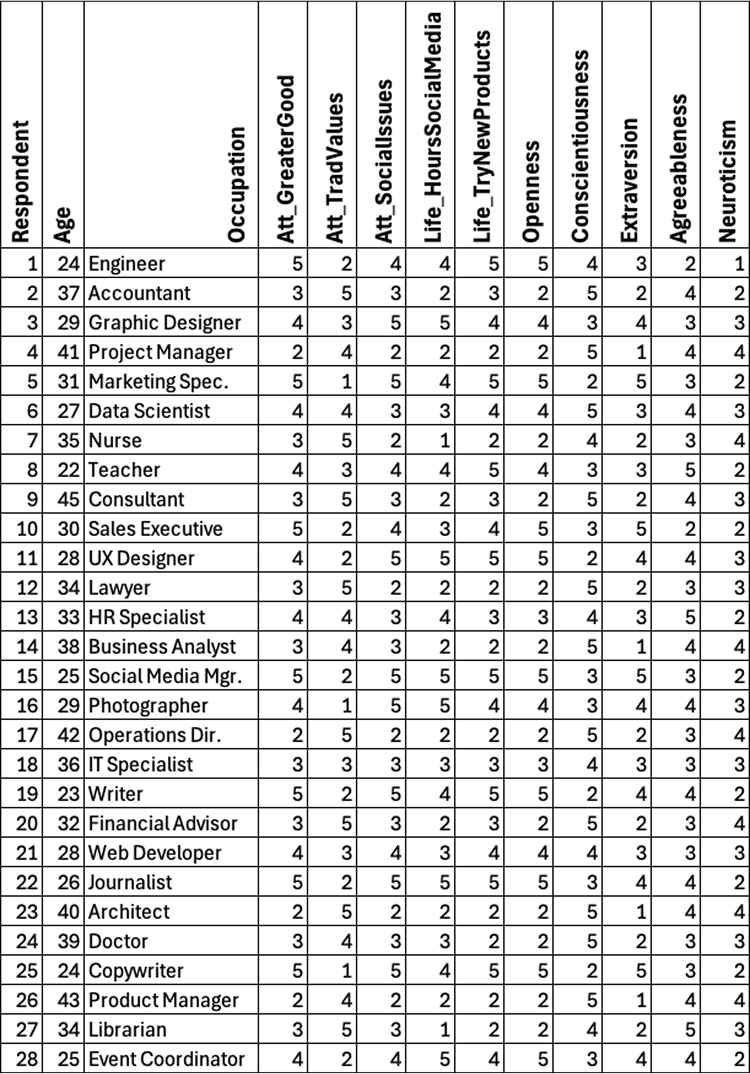 Respondent Age Occupation Att_GreaterGood Att_TradValues Att_SocialIssues Life_HoursSocialMedia Life_TryNewProducts Openness Conscientiousness Extraversion Agreeableness Neuroticism
1 24 Engineer 5 2 4 4 5 5 4 3 2 1
2 37 Accountant 3 5 3 2 3 2 5 2 4 2
3 29 Graphic Designer 4 3 5 5 4 4 3 4 3 3
4 41 Project Manager 2 4 2 2 2 2 5 1 4 4
5 31 Marketing Spec. 5 1 5 4 5 5 2 5 3 2
6 27 Data Scientist 4 4 3 3 4 4 5 3 4 3
7 35 Nurse 3 5 2 1 2 2 4 2 3 4
8 22 Teacher 4 3 4 4 5 4 3 3 5 2
9 45 Consultant 3 5 3 2 3 2 5 2 4 3
10 30 Sales Executive 5 2 4 3 4 5 3 5 2 2
11 28 UX Designer 4 2 5 5 5 5 2 4 4 3
12 34 Lawyer 3 5 2 2 2 2 5 2 3 3
13 33 HR Specialist 4 4 3 4 3 3 4 3 5 2
14 38 Business Analyst 3 4 3 2 2 2 5 1 4 4
15 25 Social Media Mgr. 5 2 5 5 5 5 3 5 3 2
16 29 Photographer 4 1 5 5 4 4 3 4 4 3
17 42 Operations Dir. 2 5 2 2 2 2 5 2 3 4
18 36 IT Specialist 3 3 3 3 3 3 4 3 3 3
19 23 Writer 5 2 5 4 5 5 2 4 4 2
20 32 Financial Advisor 3 5 3 2 3 2 5 2 3 4
21 28 Web Developer 4 3 4 3 4 4 4 3 3 3
22 26 Journalist 5 2 5 5 5 5 3 4 4 2
23 40 Architect 2 5 2 2 2 2 5 1 4 4
24 39 Doctor 3 4 3 3 2 2 5 2 3 3
25 24 Copywriter 5 1 5 4 5 5 2 5 3 2
26 43 Product Manager 2 4 2 2 2 2 5 1 4 4
27 34 Librarian 3 5 3 1 2 2 4 2 5 3
28 25 Event Coordinator 4 2 4 5 4 5 3 4 4 2